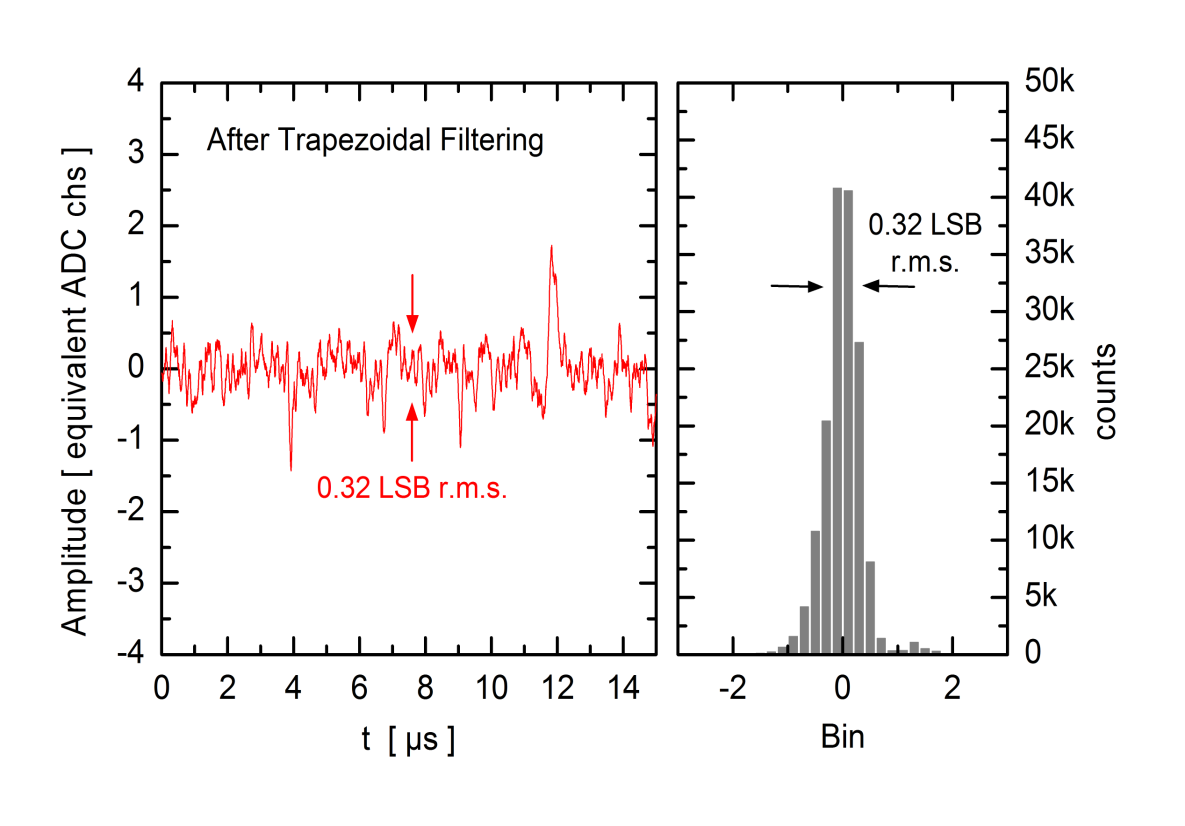 After Trapezoidal Filtering
Amplitude [ equivalent ADC chs ]
4
3
2
1
0
-1
-2
-3
-4
0.32 LSB r.m.s.
0 2 4 6 8 10 12 14
t [ µs ]
0.32 LSB
r.m.s.
50k
45k
40k
35k
30k
25k
20k
15k
10k
5k
0
counts
-2 0 2
Bin